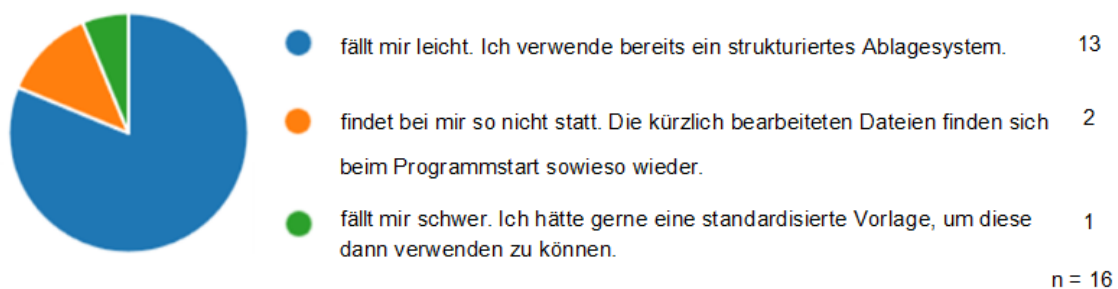 fällt mir leicht. Ich verwende bereits ein strukturiertes Ablagesystem. 13
findet bei mir so nicht statt. Die kürzlich bearbeiteten Dateien finden sich 2
beim Programmstart sowieso wieder.
fällt mir schwer. Ich hätte gerne eine standardisierte Vorlage, um diese 1
dann verwenden zu können.
n = 16